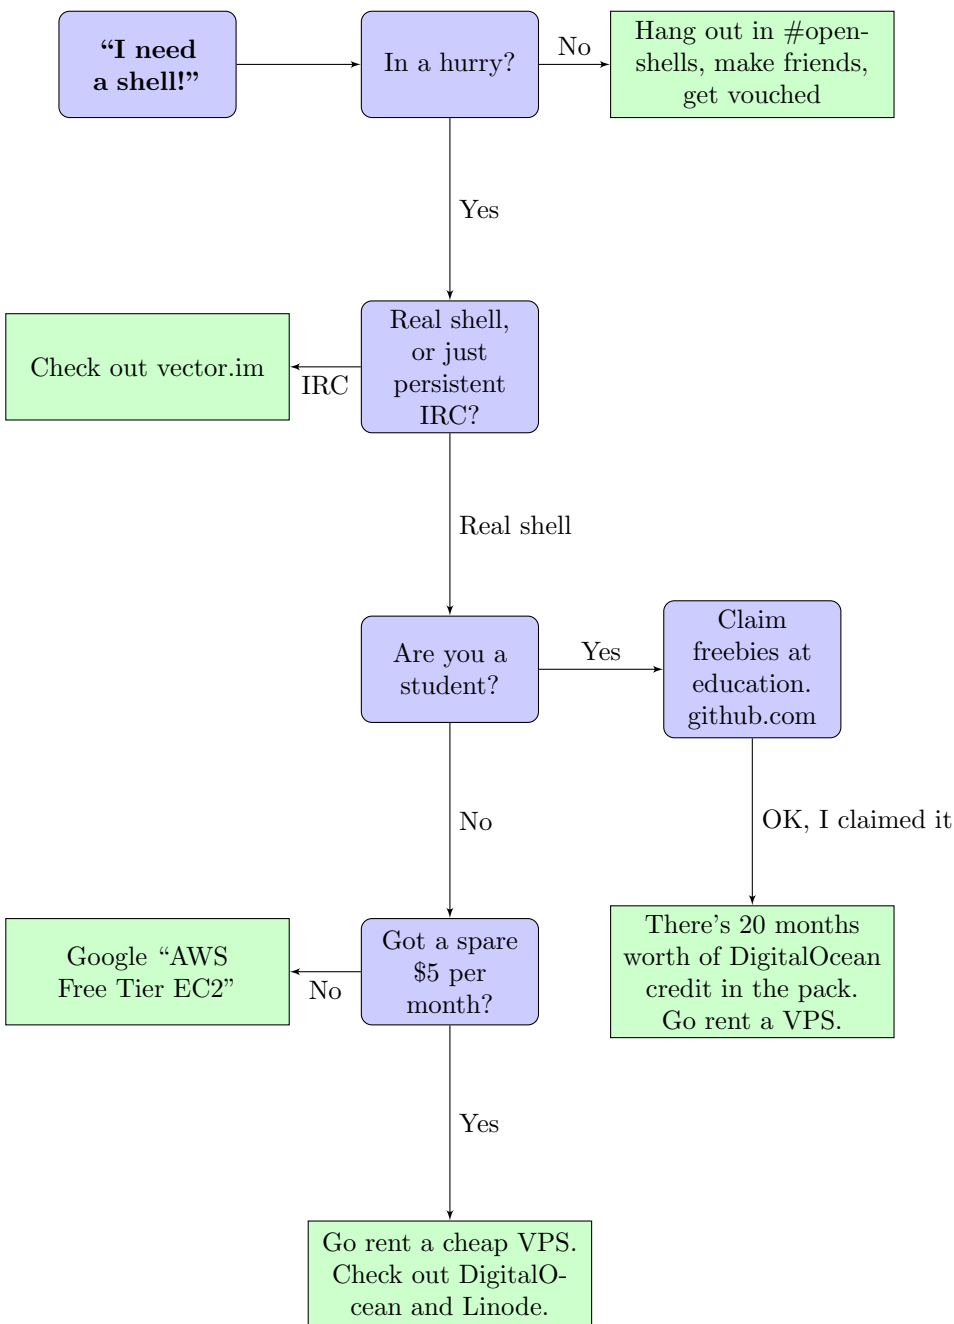 “I need
a shell!”
In a hurry?
No
Hang out in #open-
shells, make friends,
get vouched
Yes
Check out vector.im
IRC
Real shell,
or just
persistent
IRC?
Real shell
Are you a
student?
Yes
Claim
freebies at
education.
github.com
No
OK, I claimed it
Google “AWS
Free Tier EC2”
No
Got a spare
$5 per
month?
There's 20 months
worth of DigitalOcean
credit in the pack.
Go rent a VPS.
Yes
Go rent a cheap VPS.
Check out DigitalO-
cean and Linode.